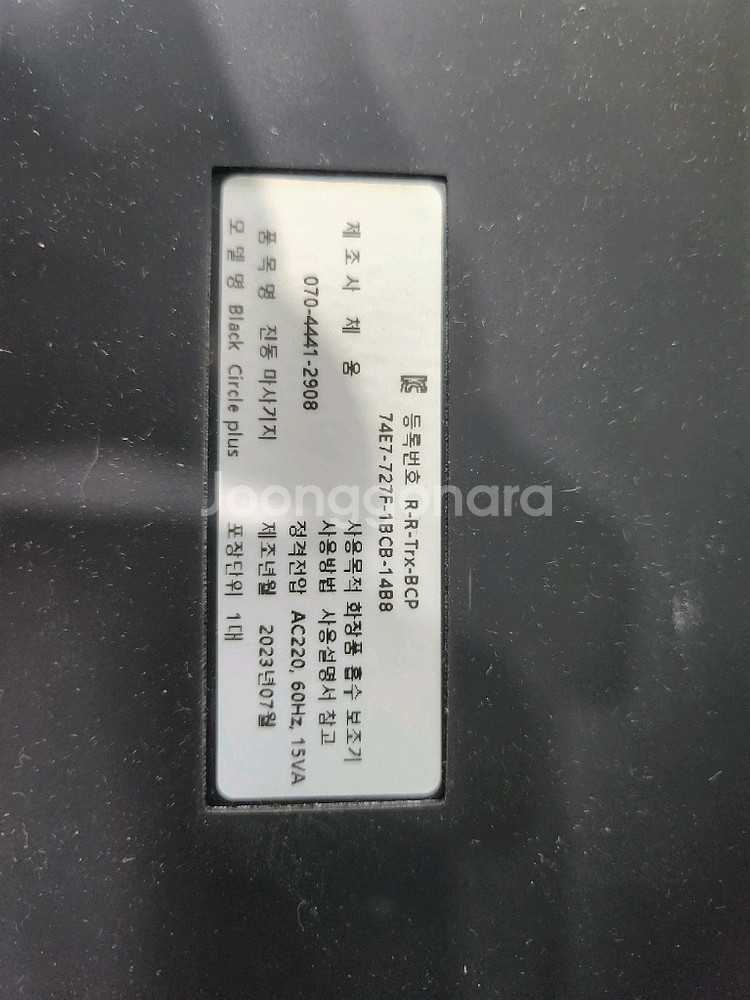 KC 등록번호 R-R-Trx-BCP
74E7-727F-1BCB-14B8
제 조 사 체 움
070-4441-2908
품 목 명 진동 마사기지
모 델 명 Black Circle plus
사용목적 화장품 흡수 보조기
사용방법 사용설명서 참고
정격전압 AC220, 60Hz, 15VA
제조년월 2023년07월
포장단위 1대
Joonggonara